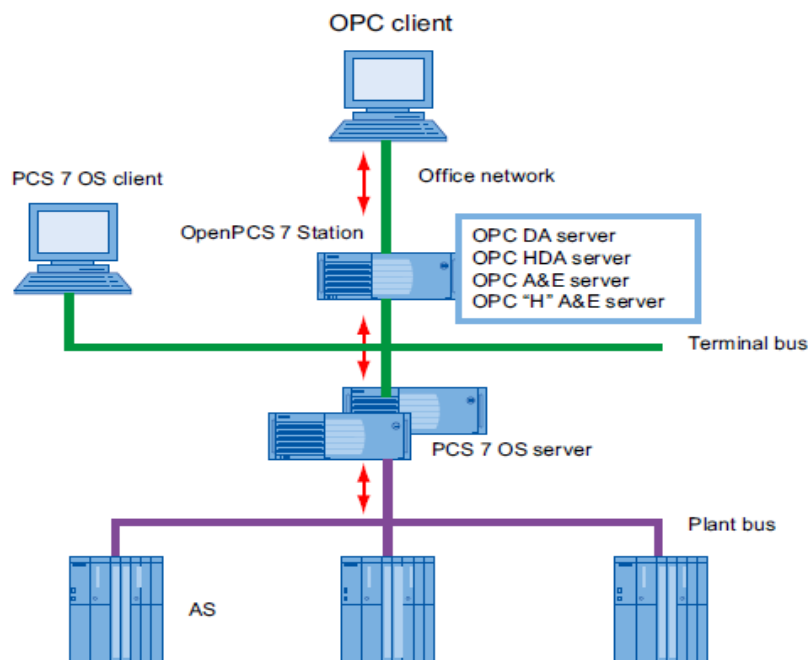 OPC client
PCS 7 OS client
Office network
OpenPCS 7 Station
OPC DA server
OPC HDA server
OPC A&E server
OPC “H” A&E server
Terminal bus
PCS 7 OS server
Plant bus
AS